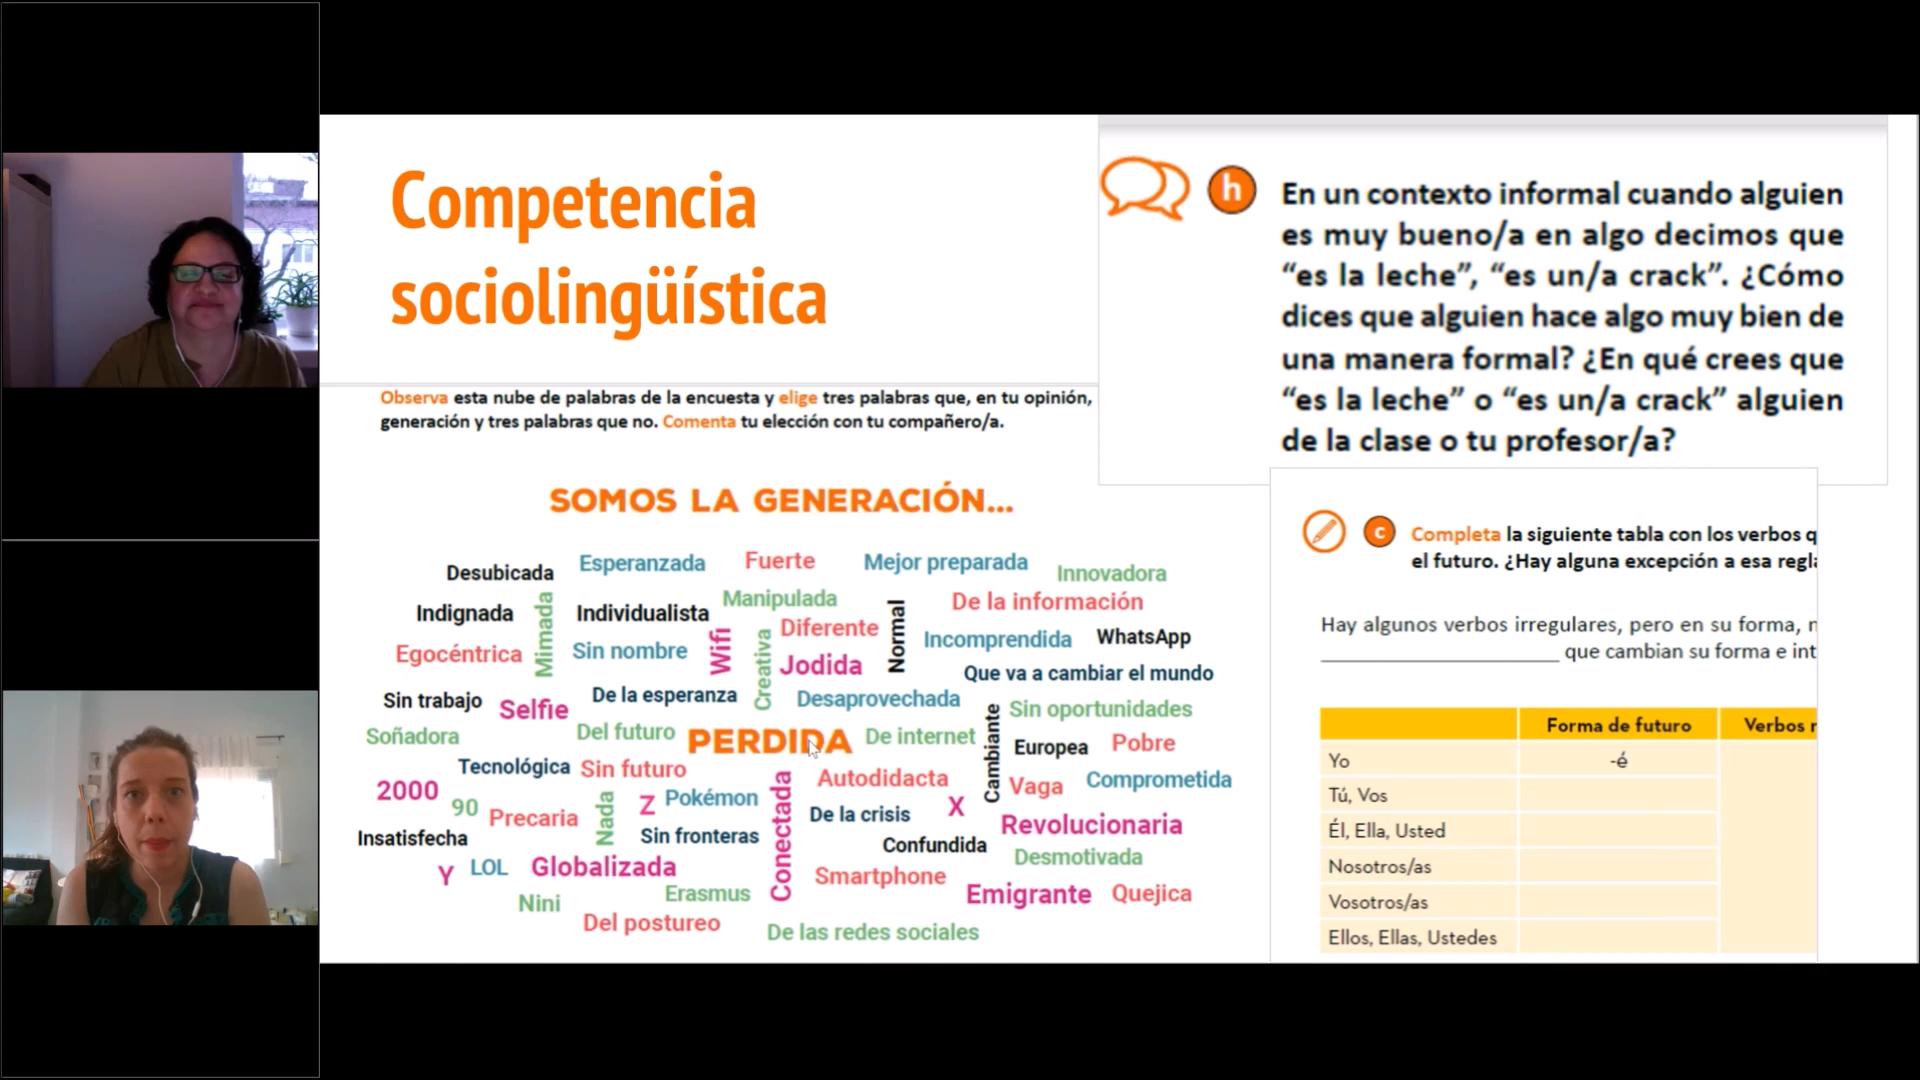 Competencia
sociolingüística
Observa esta nube de palabras de la encuesta y elige tres palabras que, en tu opinión,
generación y tres palabras que no. Comenta tu elección con tu compañero/a.
SOMOS LA GENERACIÓN...
Desubicada
Esperanzada
Fuerte
Mejor preparada
Innovadora
Indignada
Mimada
Individualista
Manipulada
Normal
De la información
Egocéntrica
Sin nombre
Wifi
Creativa
Diferente
Incomprendida
WhatsApp
Jodida
Que va a cambiar el mundo
Sin trabajo
Selfie
De la esperanza
Desaprovechada
Cambiante
Sin oportunidades
Soñadora
Del futuro
PERDIDA
De internet
Europea
Pobre
Tecnológica
Sin futuro
Autodidacta
Vaga
Comprometida
2000
90
Precaria
Nada
Z
Pokémon
Conectada
De la crisis
X
Revolucionaria
Insatisfecha
Sin fronteras
Confundida
Desmotivada
Y
LOL
Globalizada
Smartphone
Emigrante
Quejica
Nini
Erasmus
Del postureo
De las redes sociales
h
En un contexto informal cuando alguien
es muy bueno/a en algo decimos que
“es la leche”, “es un/a crack”. ¿Cómo
dices que alguien hace algo muy bien de
una manera formal? ¿En qué crees que
“es la leche” o “es un/a crack” alguien
de la clase o tu profesor/a?
c
Completa la siguiente tabla con los verbos q
el futuro. ¿Hay alguna excepción a esa regla
Hay algunos verbos irregulares, pero en su forma, n
____________________ que cambian su forma e int
Forma de futuro Verbos r
Yo -é
Tú, Vos
Él, Ella, Usted
Nosotros/as
Vosotros/as
Ellos, Ellas, Ustedes